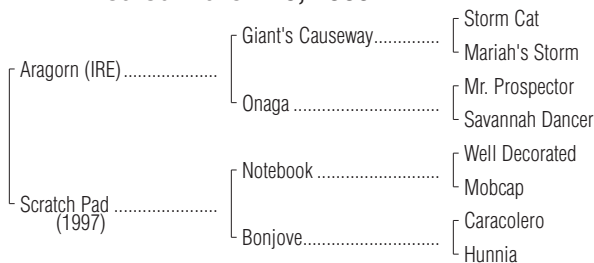 Storm Cat
Giant's Causeway..............
Mariah's Storm
Aragorn (IRE)....................
Mr. Prospector
Onaga ...............................
Savannah Dancer
Well Decorated
Notebook ..........................
Mobcap
Scratch Pad ......................
(1997)
Caracolero
Bonjove.............................
Hunnia